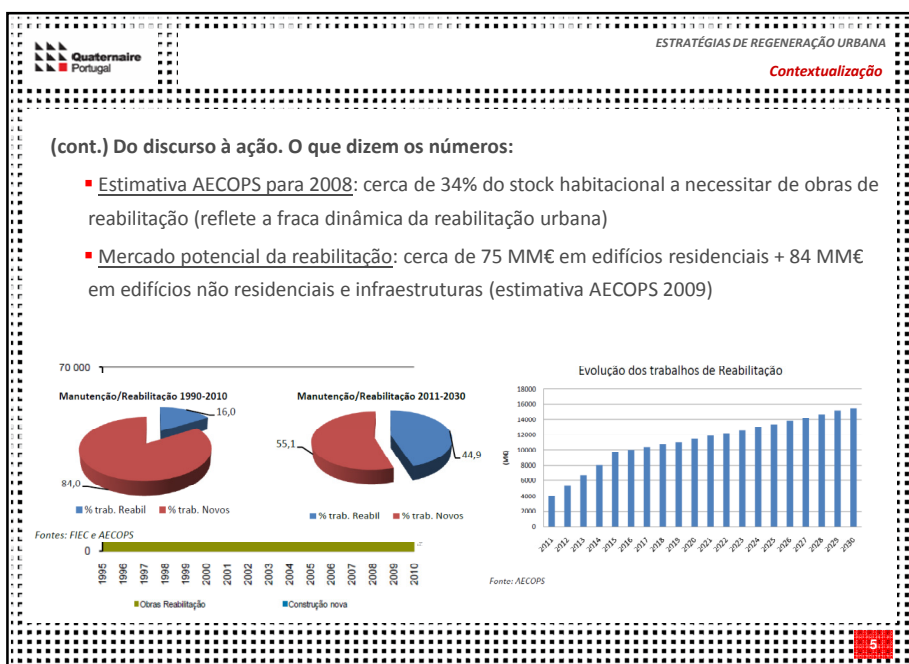 Quaternaire
Portugal
ESTRATÉGIAS DE REGENERAÇÃO URBANA
Contextualização
(cont.) Do discurso à ação. O que dizem os números:
Estimativa AECOPS para 2008: cerca de 34% do stock habitacional a necessitar de obras de
reabilitação (reflete a fraca dinâmica da reabilitação urbana)
Mercado potencial da reabilitação: cerca de 75 MM€ em edifícios residenciais + 84 MM€
em edifícios não residenciais e infraestruturas (estimativa AECOPS 2009)
70 000
Manutenção/Reabilitação 1990-2010
16,0
84,0
% trab. Reabil % trab. Novos
Manutenção/Reabilitação 2011-2030
55,1
44,9
% trab. Reabil % trab. Novos
Fontes: FIEC e AECOPS
0
1995 1996 1997 1998 1999 2000 2001 2002 2003 2004 2005 2006 2007 2008 2009 2010
Obras Reabilitação Construção nova
Evolução dos trabalhos de Reabilitação
18000
16000
14000
12000
10000
8000
6000
4000
2000
0
(M€)
2011 2012 2013 2014 2015 2016 2017 2018 2019 2020 2021 2022 2023 2024 2025 2026 2027 2028 2029 2030
Fonte: AECOPS
5